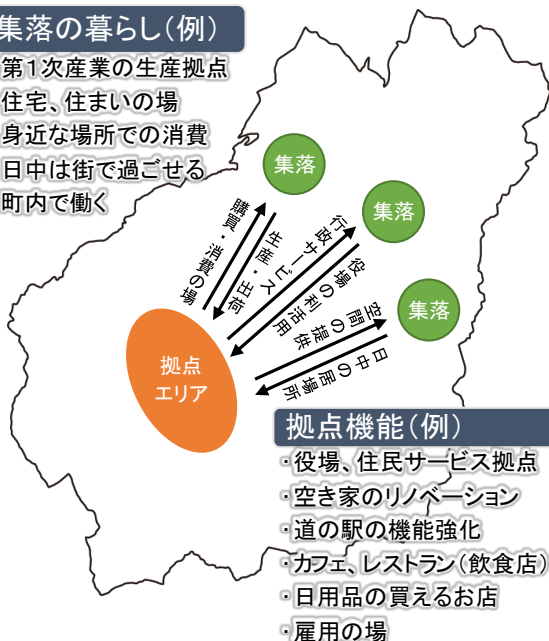 集落の暮らし(例)
第1次産業の生産拠点
住宅、住まいの場
身近な場所での消費
日中は街で過ごせる
町内で働く
集落
集落
集落
購買・消費の場
生産・出荷
行政サービス
役場の利活用
空間の提供
日中の居場所
拠点
エリア
拠点機能(例)
・役場、住民サービス拠点
・空き家のリノベーション
・道の駅の機能強化
・カフェ、レストラン(飲食店)
・日用品の買えるお店
・雇用の場